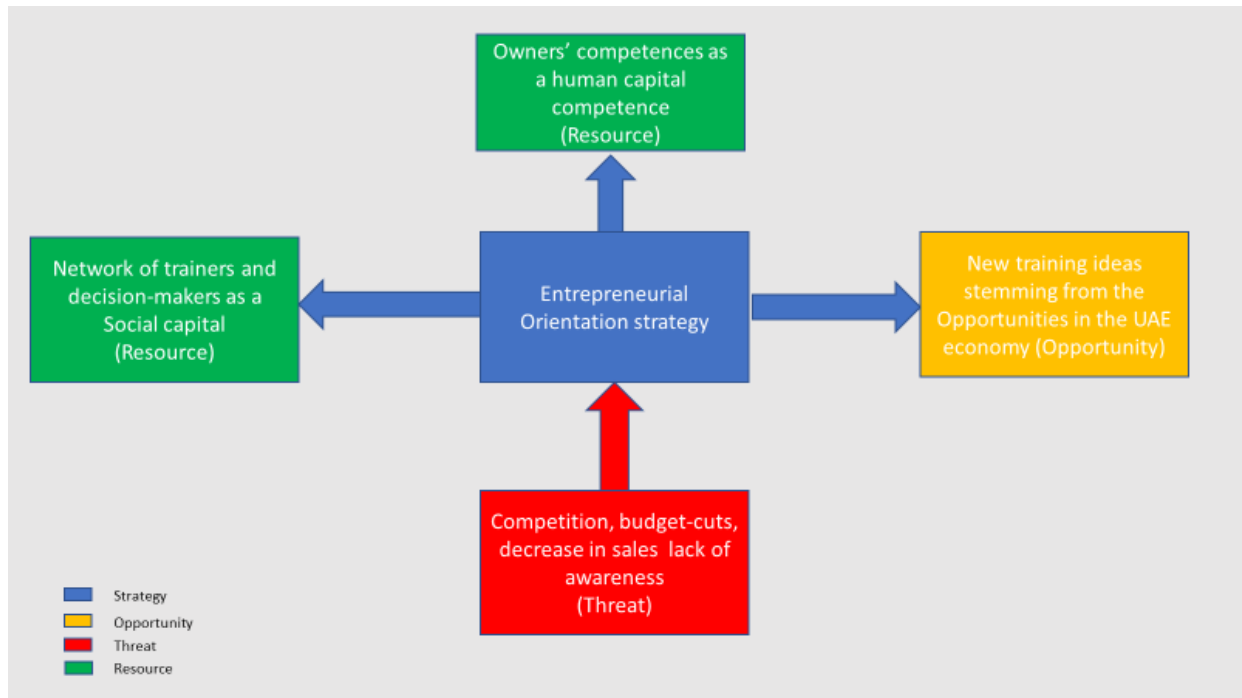 Owners’ competences as
a human capital
competence
(Resource)
Network of trainers and
decision-makers as a
Social capital
(Resource)
Entrepreneurial
Orientation strategy
New training ideas
stemming from the
Opportunities in the UAE
economy (Opportunity)
Competition, budget-cuts,
decrease in sales lack of
awareness
(Threat)
Strategy
Opportunity
Threat
Resource